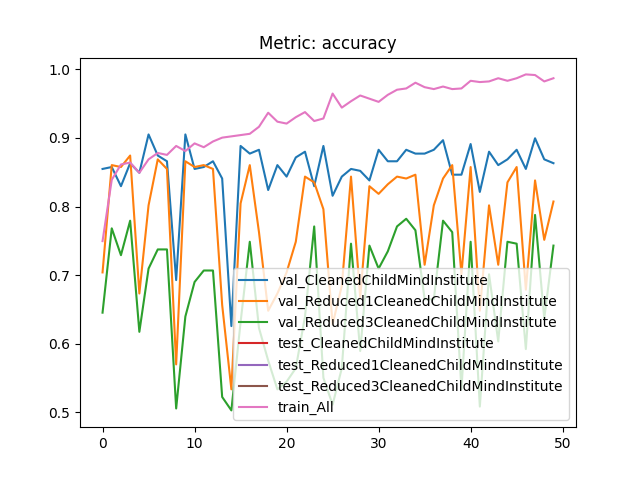 Metric: accuracy
1.0
0.9
0.8
0.7
0.6
0.5
val_CleanedChildMindInstitute
val_Reduced1CleanedChildMindInstitute
val_Reduced3CleanedChildMindInstitute
test_CleanedChildMindInstitute
test_Reduced1CleanedChildMindInstitute
test_Reduced3CleanedChildMindInstitute
train_All
0 10 20 30 40 50